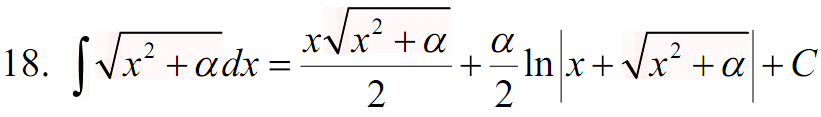 18. ∫√(x² + α)dx = x√(x² + α)/2 + α/2 ln|x + √(x² + α)| + C